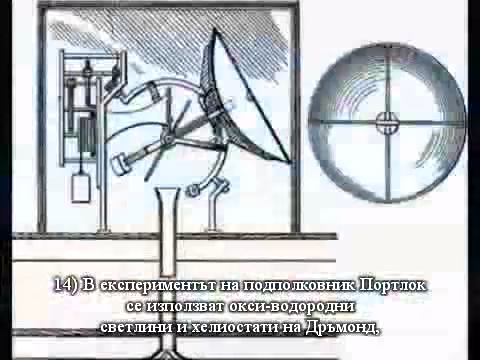 14) В експериментът на подполковник Портлок
се използват окси-водородни
светлини и хелиостати на Дръмонд,